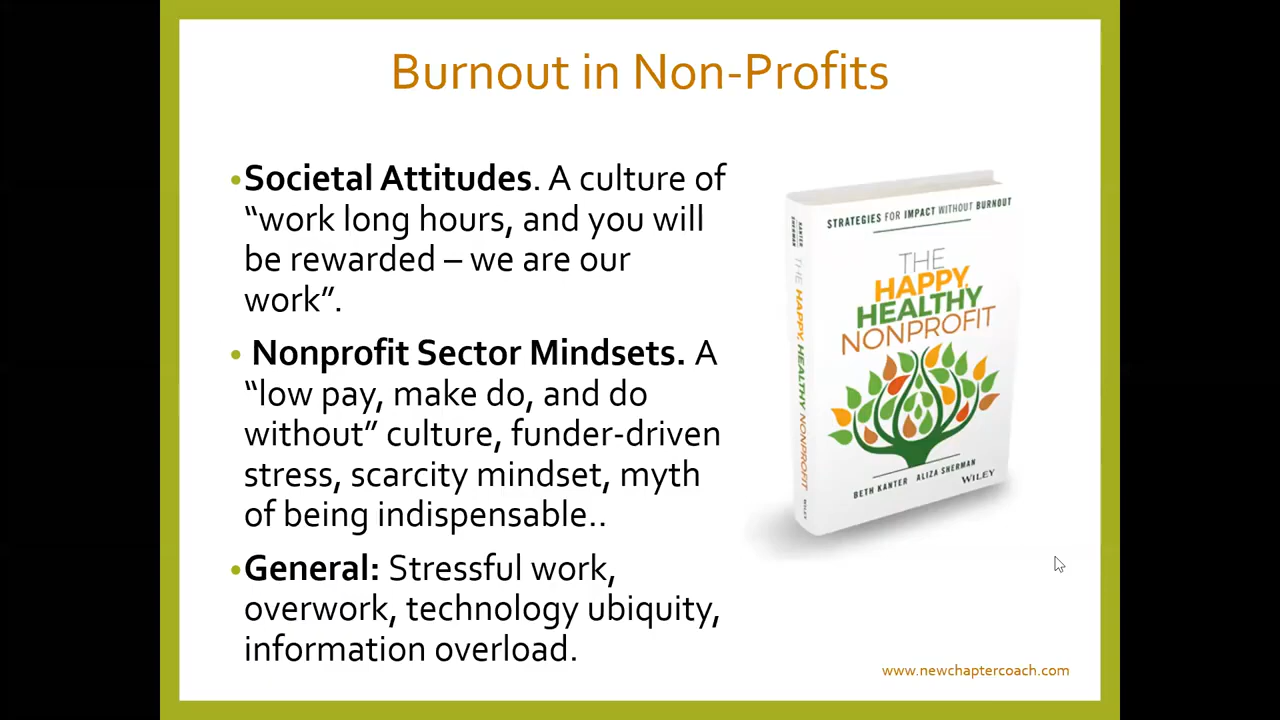 Burnout in Non-Profits
•Societal Attitudes. A culture of
“work long hours, and you will
be rewarded – we are our
work”.
• Nonprofit Sector Mindsets. A
“low pay, make do, and do
without” culture, funder-driven
stress, scarcity mindset, myth
of being indispensable..
•General: Stressful work,
overwork, technology ubiquity,
information overload.
STRATEGIES FOR IMPACT WITHOUT BURNOUT
THE
HAPPY,
HEALTHY
NONPROFIT
BETH KANTER ALIZA SHERMAN
WILEY
KANTER
SHERMAN
THE HAPPY, HEALTHY NONPROFIT
WILEY
www.newchaptercoach.com